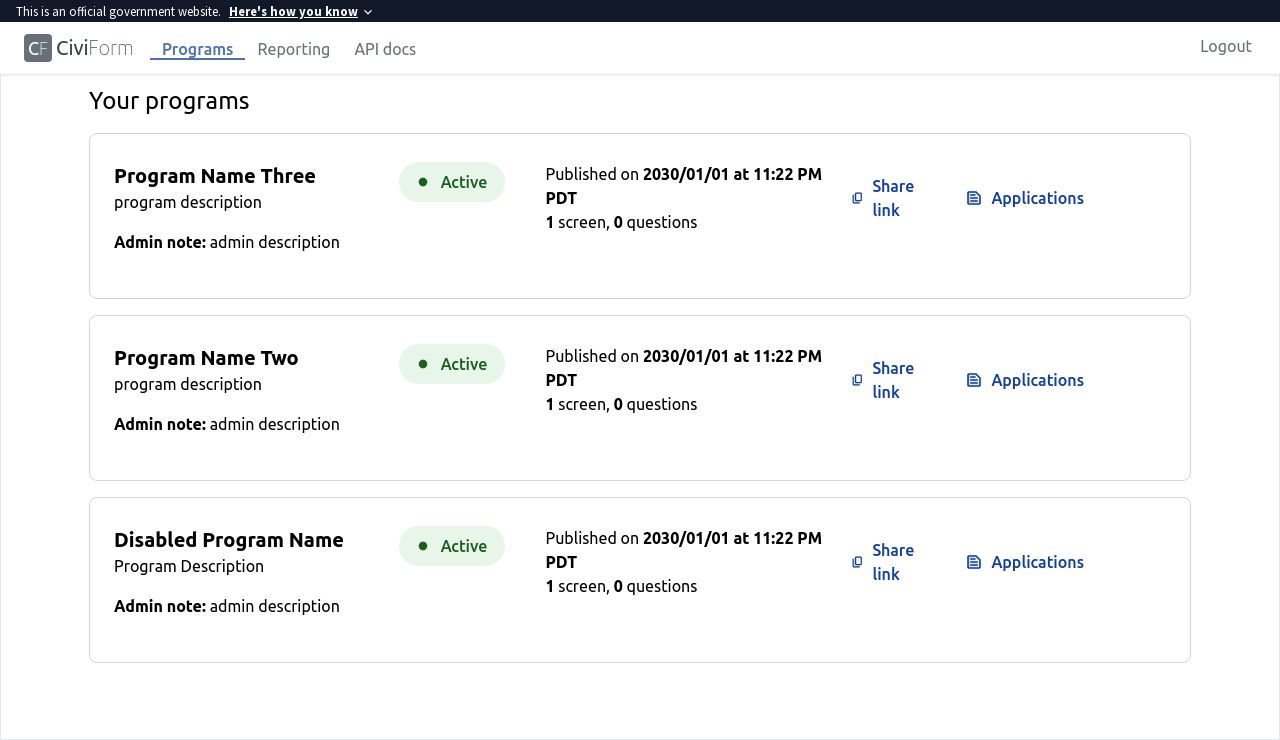 This is an official government website. Here's how you know
CF CiviForm Programs Reporting API docs Logout
Your programs
Program Name Three
program description
Admin note: admin description
Active
Published on 2030/01/01 at 11:22 PM
PDT
1 screen, 0 questions
Share
link
Applications
Program Name Two
program description
Admin note: admin description
Active
Published on 2030/01/01 at 11:22 PM
PDT
1 screen, 0 questions
Share
link
Applications
Disabled Program Name
Program Description
Admin note: admin description
Active
Published on 2030/01/01 at 11:22 PM
PDT
1 screen, 0 questions
Share
link
Applications